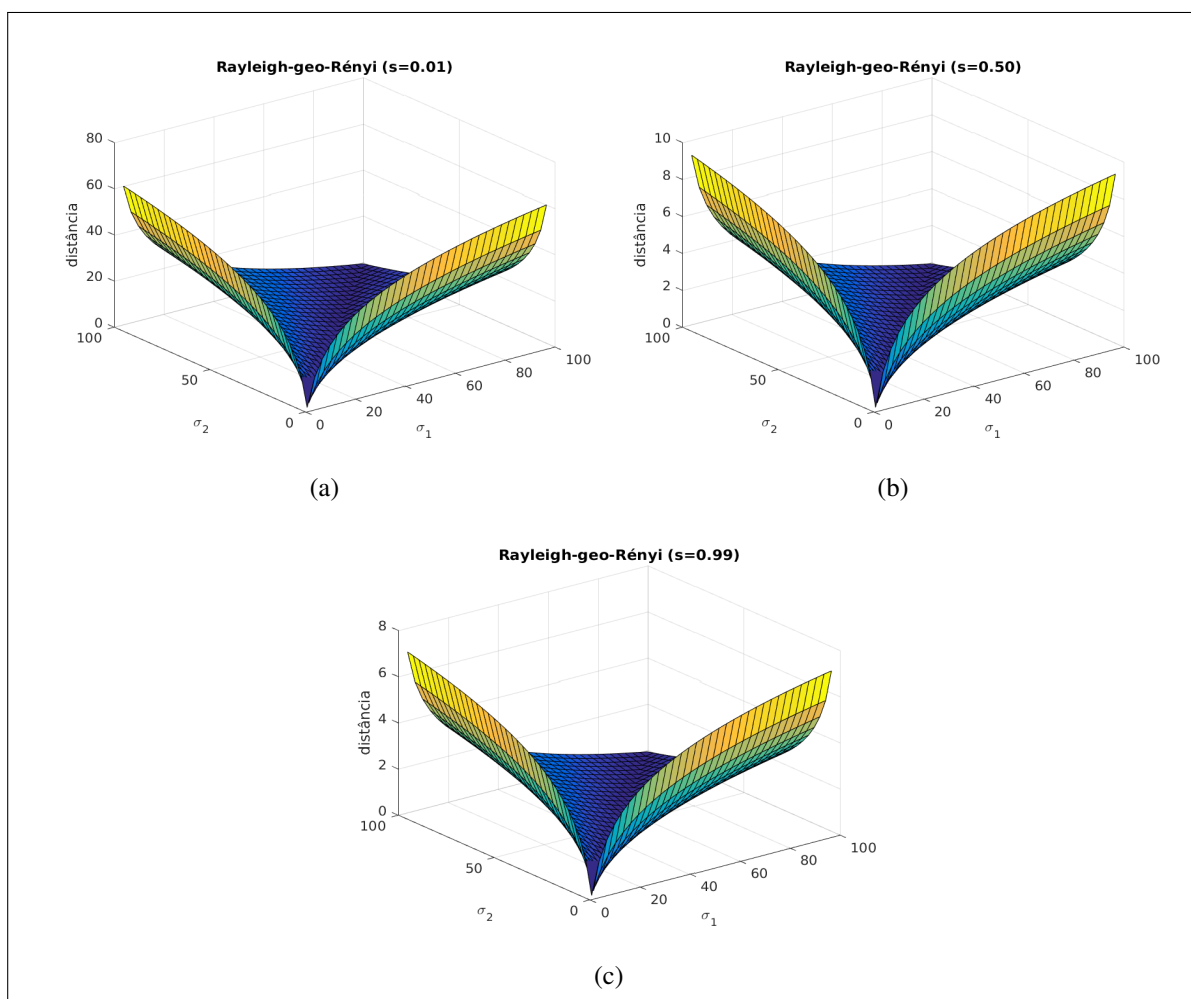 Rayleigh-geo-Rényi (s=0.01)
80
60
40
20
0
distância
100
50
0
σ2
0
20
40
60
80
100
σ1
(a)
Rayleigh-geo-Rényi (s=0.50)
10
8
6
4
2
0
distância
100
50
0
σ2
0
20
40
60
80
100
σ1
(b)
Rayleigh-geo-Rényi (s=0.99)
8
6
4
2
0
distância
100
50
0
σ2
0
20
40
60
80
100
σ1
(c)